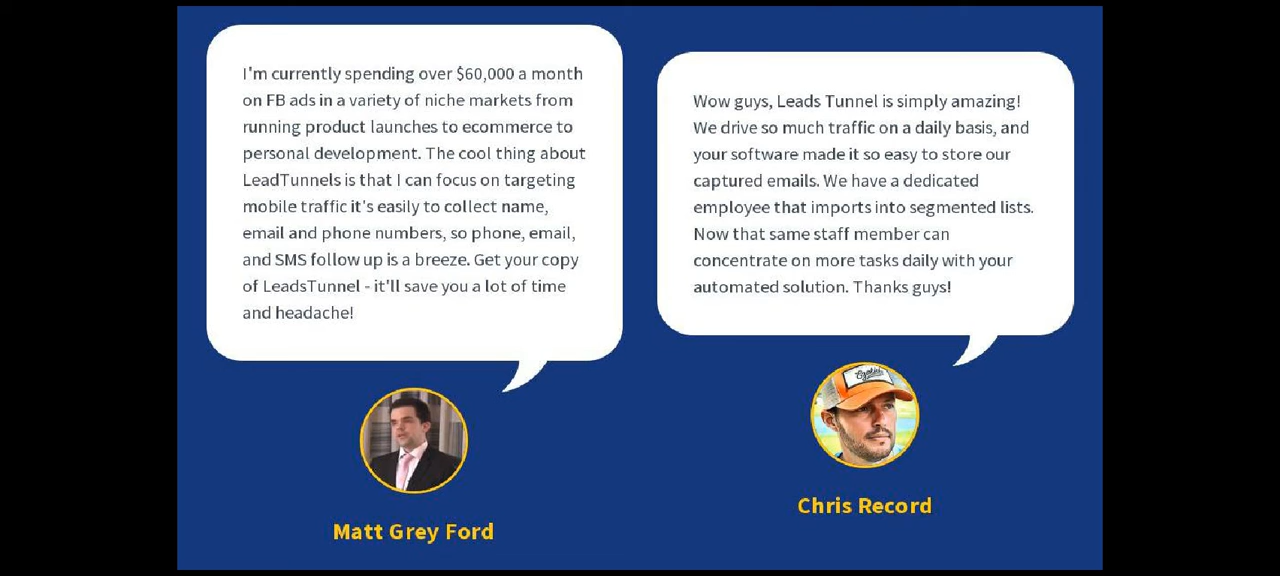 I'm currently spending over $60,000 a month
on FB ads in a variety of niche markets from
running product launches to ecommerce to
personal development. The cool thing about
LeadTunnels is that I can focus on targeting
mobile traffic it's easily to collect name,
email and phone numbers, so phone, email,
and SMS follow up is a breeze. Get your copy
of LeadsTunnel - it'll save you a lot of time
and headache!
Matt Grey Ford
Wow guys, Leads Tunnel is simply amazing!
We drive so much traffic on a daily basis, and
your software made it so easy to store our
captured emails. We have a dedicated
employee that imports into segmented lists.
Now that same staff member can
concentrate on more tasks daily with your
automated solution. Thanks guys!
Chris Record